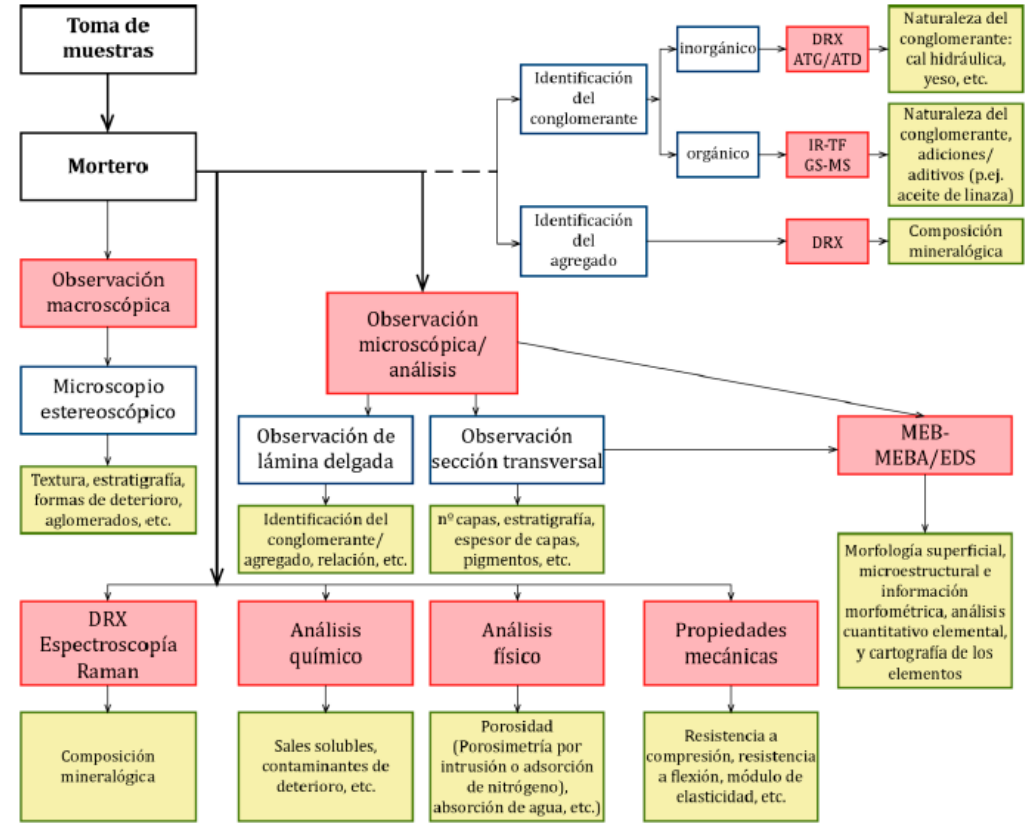 Toma de
muestras
Mortero
Observación
macroscópica
Microscopio
estereoscópico
Textura, estratigrafía,
formas de deterioro,
aglomerados, etc.
Identificación
del
conglomerante
inorgánico
DRX
ATG/ATD
Naturaleza del
conglomerante:
cal hidráulica,
yeso, etc.
orgánico
IR-TF
GS-MS
Naturaleza del
conglomerante,
adiciones/
aditivos (p.ej.
aceite de linaza)
Identificación
del
agregado
DRX
Composición
mineralógica
Observación
microscópica/
análisis
Observación de
lámina delgada
Identificación del
conglomerante/
agregado, relación, etc.
Observación
sección transversal
nº capas, estratigrafía,
espesor de capas,
pigmentos, etc.
MEB-
MEBA/EDS
Morfología superficial,
microestructural e
información
morfométrica, análisis
cuantitativo elemental,
y cartografía de los
elementos
DRX
Espectroscopía
Raman
Composición
mineralógica
Análisis
químico
Sales solubles,
contaminantes de
deterioro, etc.
Análisis
físico
Porosidad
(Porosimetría por
intrusión o adsorción
de nitrógeno),
absorción de agua, etc.)
Propiedades
mecánicas
Resistencia a
compresión, resistencia
a flexión, módulo de
elasticidad, etc.